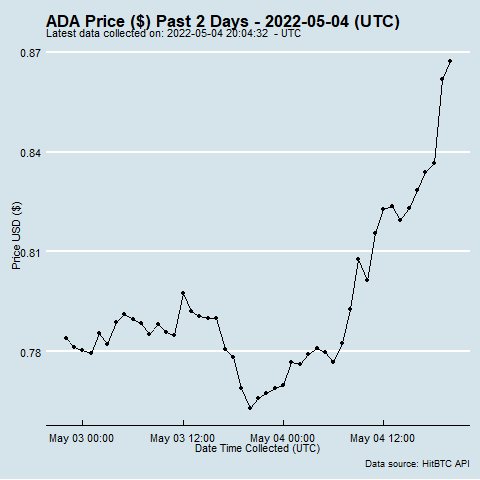 ADA Price ($) Past 2 Days - 2022-05-04 (UTC)
Latest data collected on: 2022-05-04 20:04:32 - UTC
0.87
0.84
0.81
0.78
Price USD ($)
May 03 00:00
May 03 12:00
May 04 00:00
May 04 12:00
Date Time Collected (UTC)
Data source: HitBTC API